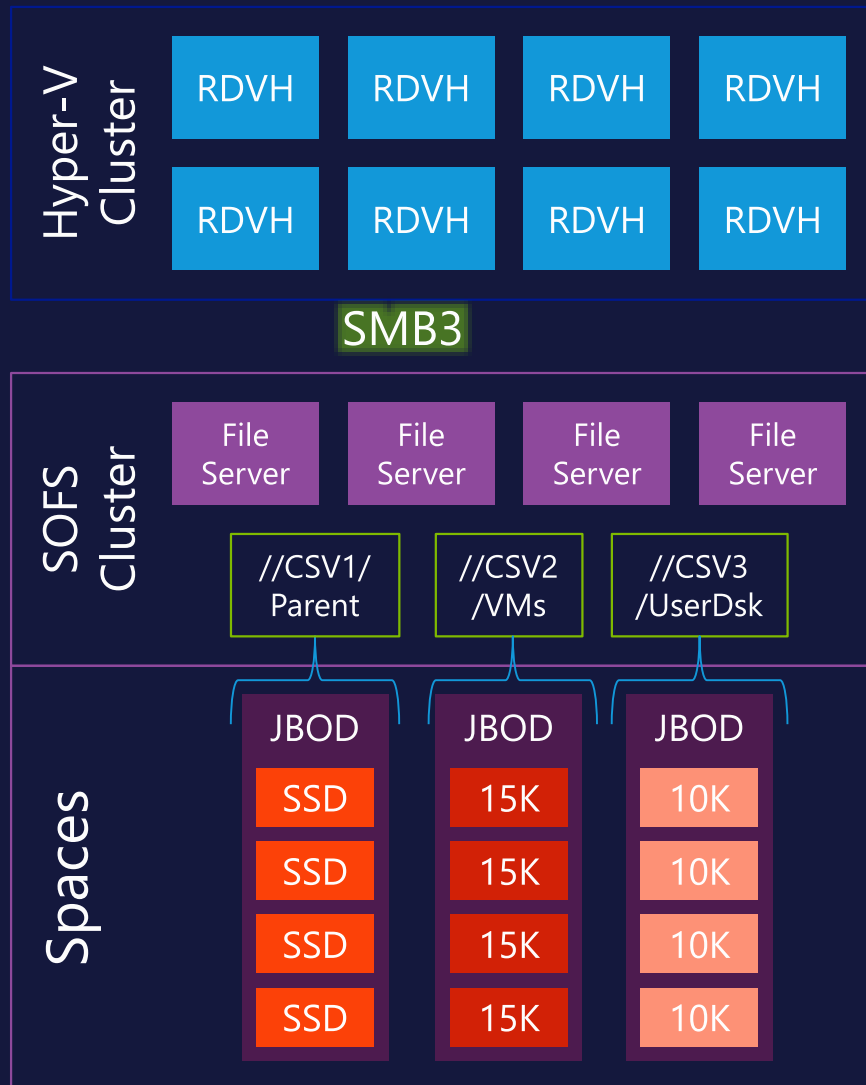 Hyper-V
Cluster
RDVH RDVH RDVH RDVH
RDVH RDVH RDVH RDVH
SMB3
SOFS
Cluster
File File File File
Server Server Server Server
//CSV1/ //CSV2 //CSV3
Parent /VMs /UserDsk
Spaces
JBOD JBOD JBOD
SSD 15K 10K
SSD 15K 10K
SSD 15K 10K
SSD 15K 10K